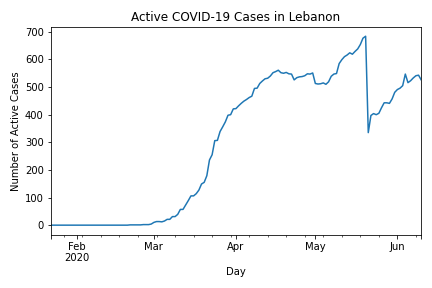 Active COVID-19 Cases in Lebanon
Number of Active Cases
700
600
500
400
300
200
100
0
Feb Mar Apr May Jun
2020
Day